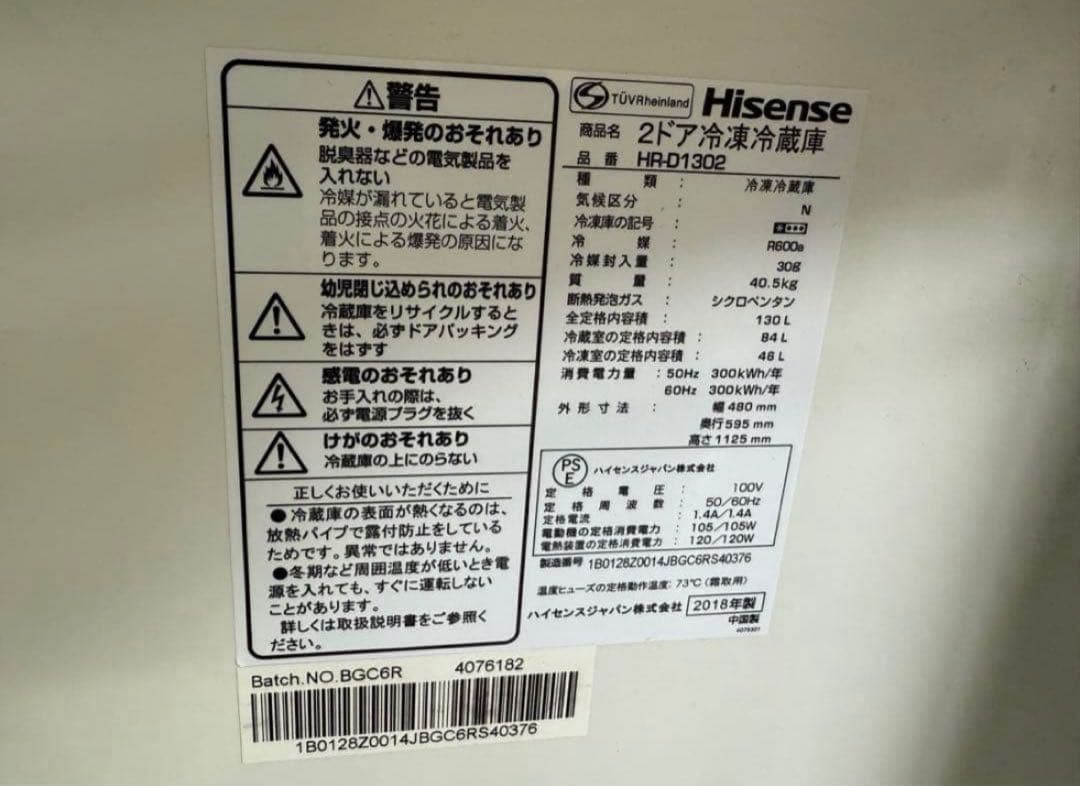 警告
発火・爆発のおそれあり
脱臭器などの電気製品を
入れない
冷媒が漏れていると電気製
品の接点の火花による着火、
着火による爆発の原因にな
ります。
幼児閉じ込められのおそれあり
冷蔵庫をリサイクルすると
きは、必ずドアパッキング
をはずす
感電のおそれあり
お手入れの際は、
必ず電源プラグを抜く
けがのおそれあり
冷蔵庫の上にのらない
正しくお使いいただくために
●冷蔵庫の表面が熱くなるのは、
放熱パイプで露付防止をしている
ためです。異常ではありません。
●冬期など周囲温度が低いとき電
源を入れても、すぐに運転しない
ことがあります。
詳しくは取扱説明書をご参照く
ださい。
TÜVRheinland Hisense
商品名 2ドア冷凍冷蔵庫
品番 HR-D1302
種類 : 冷凍冷蔵庫
気候区分 : N
冷凍庫の記号 :
冷媒 : R600a
冷媒封入量 : 30g
質量 : 40.5kg
断熱発泡ガス : シクロペンタン
全定格内容積 : 130L
冷蔵室の定格内容積 : 84L
冷凍室の定格内容積 : 46L
消費電力量 : 50Hz 300kWh/年
60Hz 300kWh/年
外形寸法 : 幅480mm
奥行595mm
高さ1125mm
PSE ハイセンスジャパン株式会社
定格電圧 : 100V
定格周波数 : 50/60Hz
定格電流 : 1.4A/1.4A
電動機の定格消費電力 : 105/105W
電熱装置の定格消費電力 : 120/120W
製造番号 1B0128Z0014JBGC6RS40376
温度ヒューズの定格動作温度: 73℃(霜取用)
ハイセンスジャパン株式会社 2018年製
中国製
Batch.NO.BGC6R 4076182
1B0128Z0014JBGC6RS40376